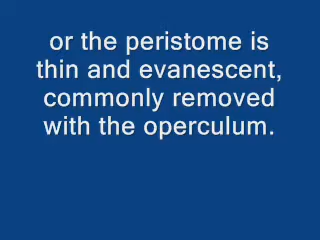 or the peristome is
thin and evanescent,
commonly removed
with the operculum.